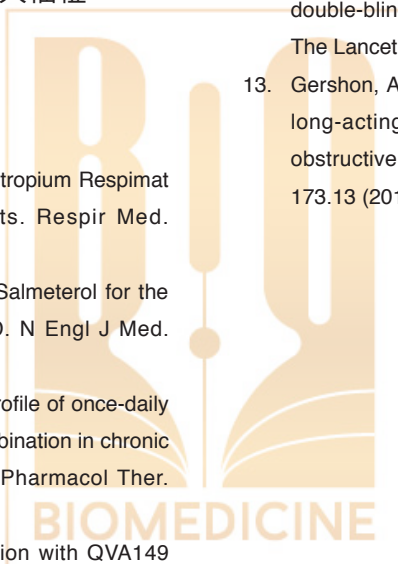 tropium Respimat
ts. Respir Med.
Salmeterol for the
N Engl J Med.
rofile of once-daily
bination in chronic
Pharmacol Ther.
ion with QVA149
double-blin
The Lancet
13. Gershon, A
long-acting
obstructive
173.13 (201
BIOMEDICINE